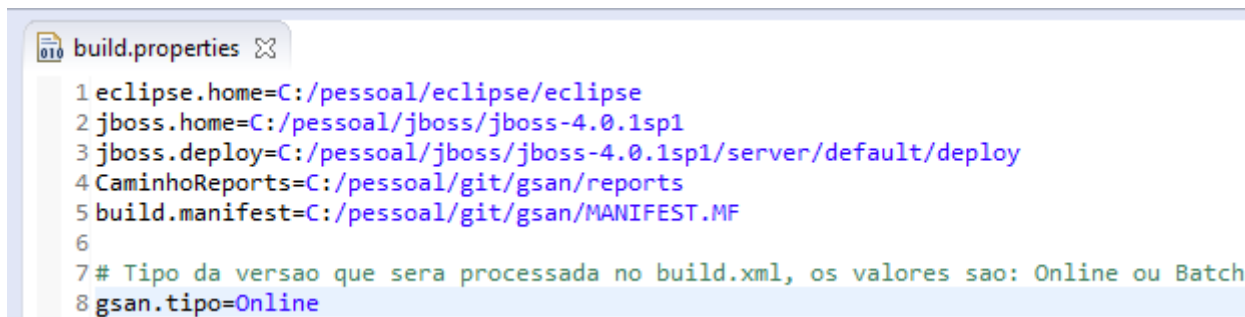 build.properties
1 eclipse.home=C:/pessoal/eclipse/eclipse
2 jboss.home=C:/pessoal/jboss/jboss-4.0.1sp1
3 jboss.deploy=C:/pessoal/jboss/jboss-4.0.1sp1/server/default/deploy
4 CaminhoReports=C:/pessoal/git/gsan/reports
5 build.manifest=C:/pessoal/git/gsan/MANIFEST.MF
6
7 # Tipo da versao que sera processada no build.xml, os valores sao: Online ou Batch
8 gsan.tipo=Online